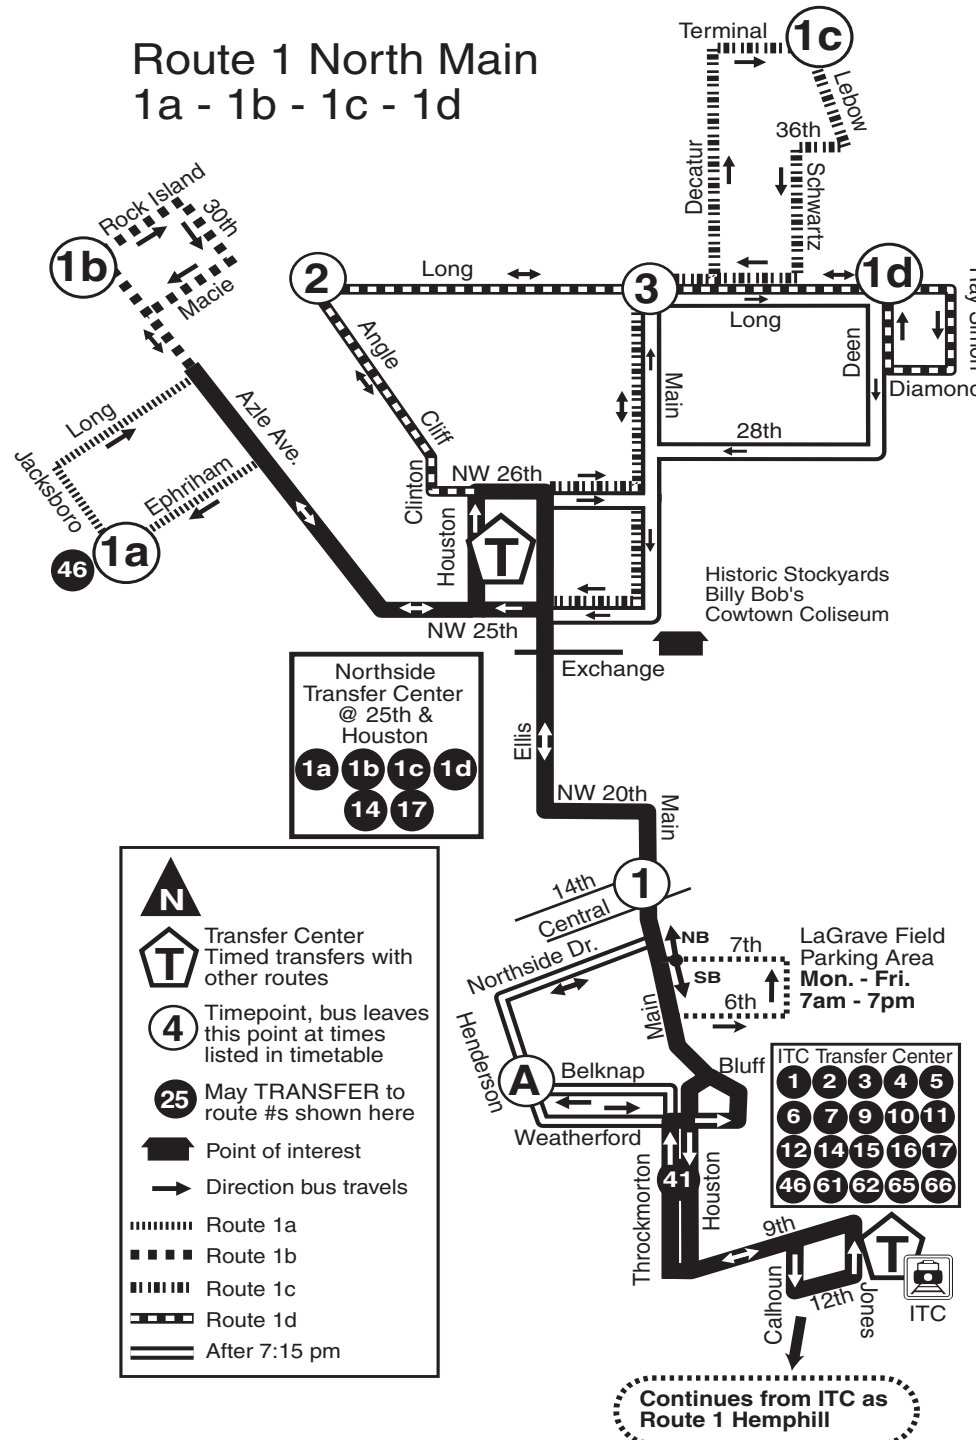 Route 1 North Main
1a - 1b - 1c - 1d
Terminal
1c
Lebow
36th
Decatur
Schwartz
Rock Island
30th
1b
Macie
2
Long
3
1d
Long
Angle
Main
Deen
Diamond
Azle Ave.
Long
Cliff
28th
Jacksboro
Ephriham
Clinton
NW 26th
Houston
T
1a
46
NW 25th
Historic Stockyards
Billy Bob's
Cowtown Coliseum
Exchange
Northside
Transfer Center
@ 25th &
Houston
1a 1b 1c 1d
14 17
Ellis
NW 20th
Main
1
14th
Central
Northside Dr.
NB
SB
7th
6th
Main
LaGrave Field
Parking Area
Mon. - Fri.
7am - 7pm
Henderson
A
Belknap
Bluff
Weatherford
Throckmorton
41
Houston
ITC Transfer Center
1 2 3 4 5
6 7 9 10 11
12 14 15 16 17
46 61 62 65 66
9th
T
Calhoun
12th
Jones
ITC
Continues from ITC as
Route 1 Hemphill
N
T
Transfer Center
Timed transfers with
other routes
4
Timepoint, bus leaves
this point at times
listed in timetable
25
May TRANSFER to
route #s shown here
Point of interest
Direction bus travels
Route 1a
Route 1b
Route 1c
Route 1d
After 7:15 pm